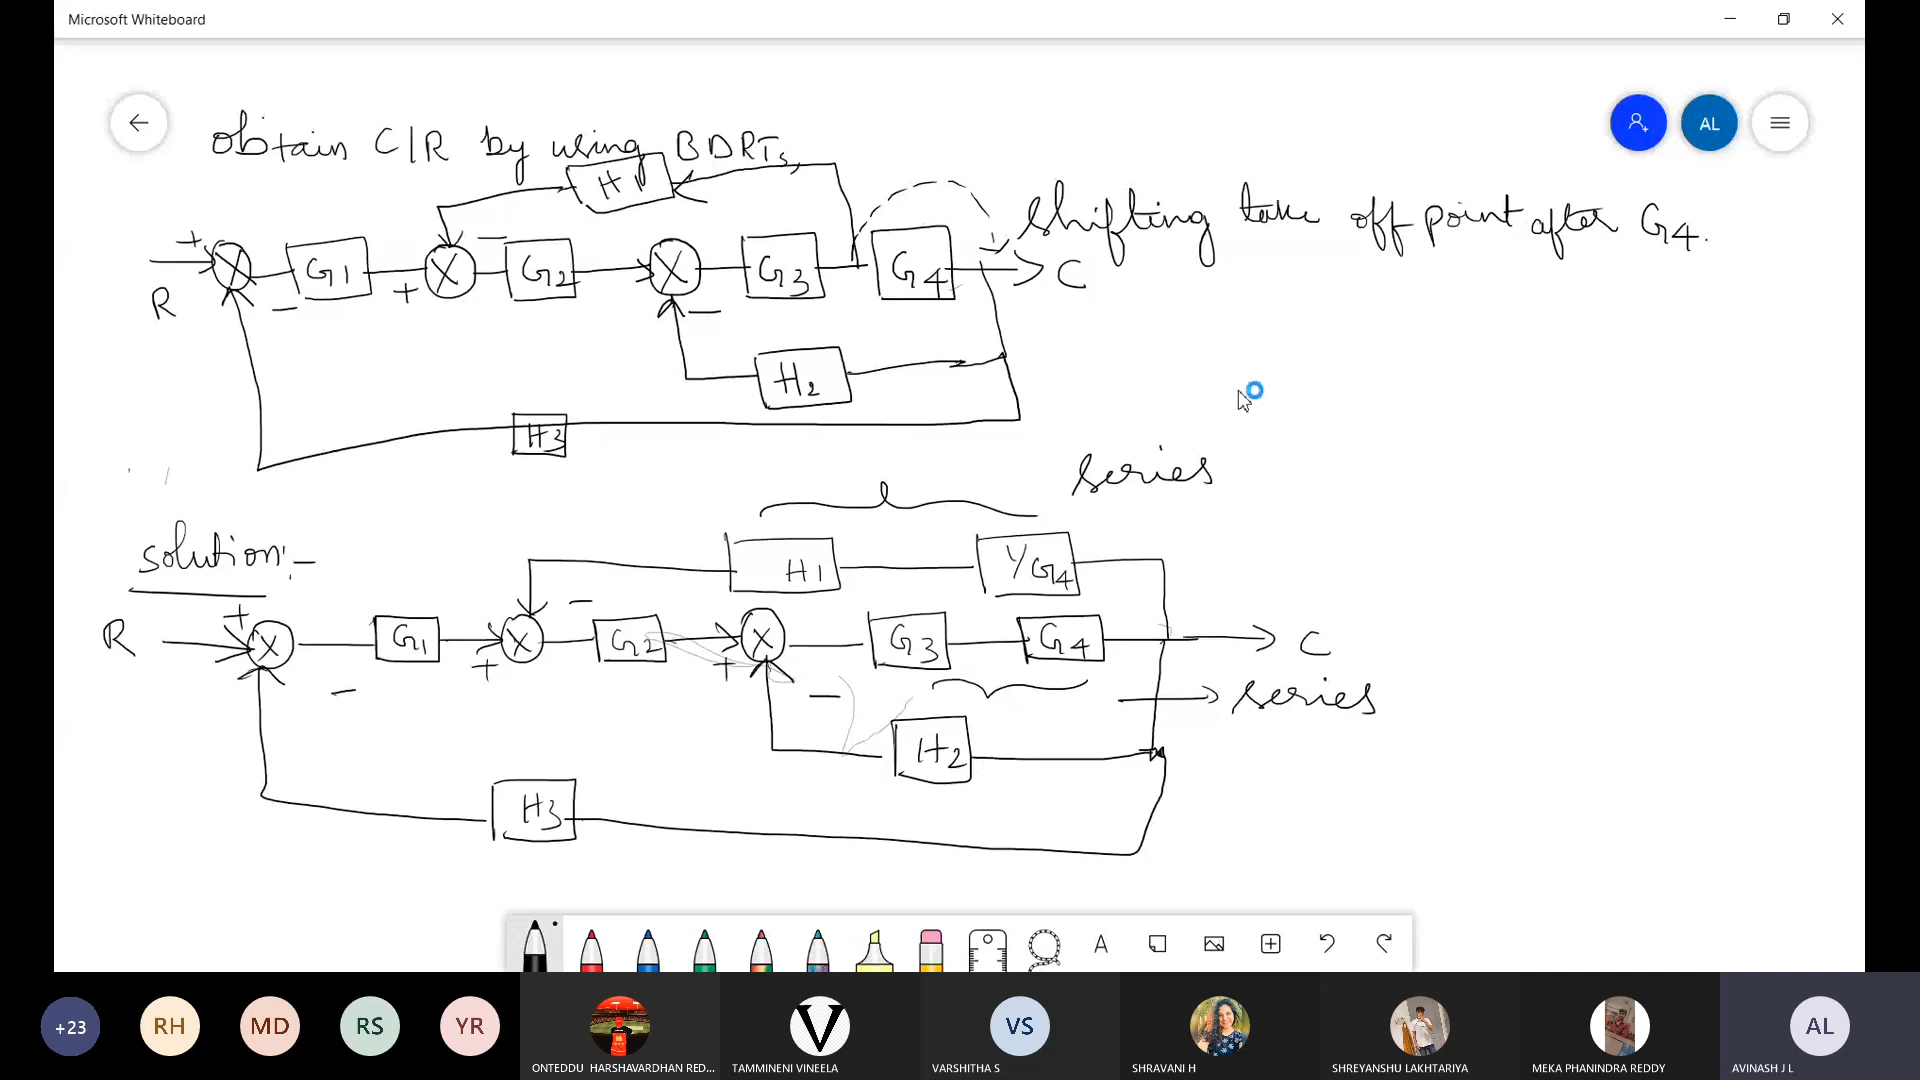 Microsoft Whiteboard
AL
obtain C/R by using BDRTs,
H1
shifting take off point after G4.
+ − R G1 − + G2 X G3 G4 C
−
H2
H3
series
solution:-
H1 1/G4
R + X G1 + X − G2 + X G3 G4 C
− − series
H2
H3
A
+23 RH MD RS YR V VS AL
ONTEDDU HARSHAVARDHAN RED... TAMMINENI VINEELA VARSHITHA S SHRAVANI H SHREYANSHU LAKHTARIYA MEKA PHANINDRA REDDY AVINASH J L